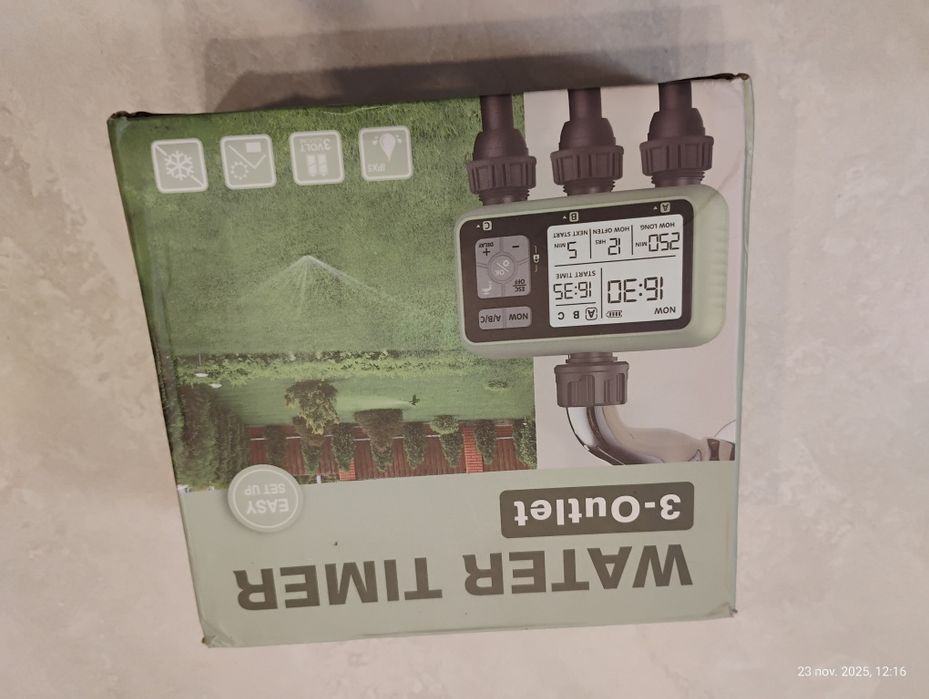 WATER TIMER
3-Outlet
EASY
SET UP
NOW
A B C
16:30
START TIME
16:35
HOW LONG
HOW OFTEN
NEXT START
250 MIN
12 HRS
5 MIN
NOW
A/B/C
ESC
OFF
OK
DELAY
A
B
C
IPX5
3VOLT
23 nov. 2025, 12:16